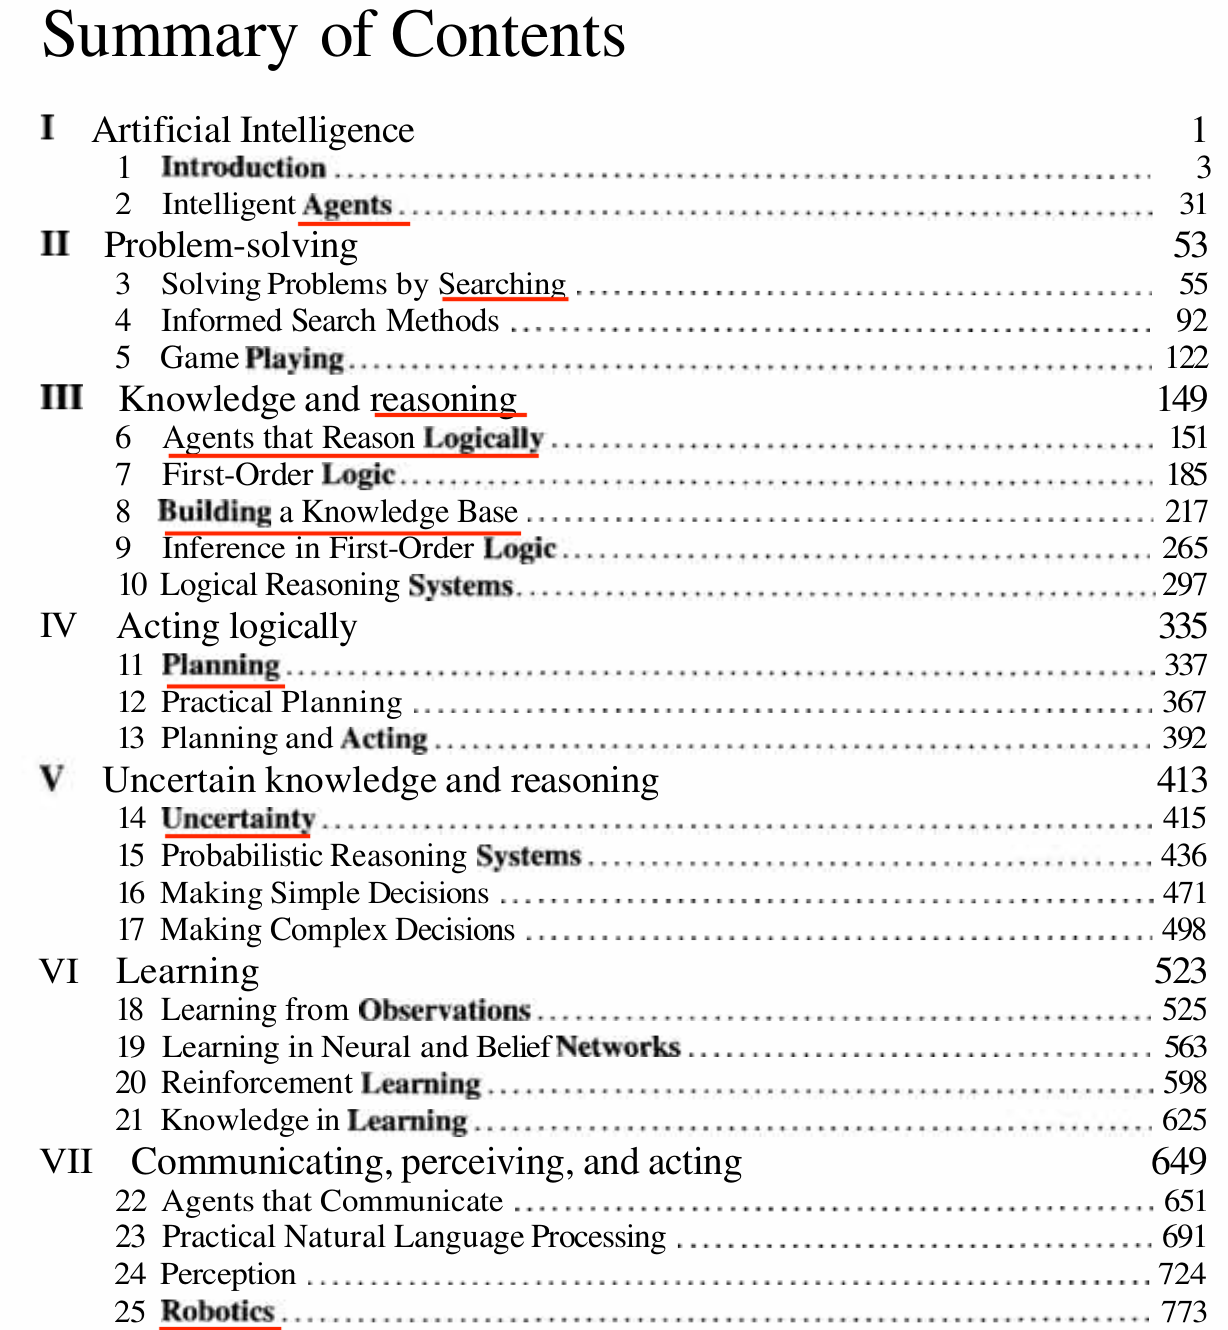 Summary of Contents
I Artificial Intelligence 1
1 Introduction 3
2 Intelligent Agents 31
II Problem-solving 53
3 Solving Problems by Searching 55
4 Informed Search Methods 92
5 Game Playing 122
III Knowledge and reasoning 149
6 Agents that Reason Logically 151
7 First-Order Logic 185
8 Building a Knowledge Base 217
9 Inference in First-Order Logic 265
10 Logical Reasoning Systems 297
IV Acting logically 335
11 Planning 337
12 Practical Planning 367
13 Planning and Acting 392
V Uncertain knowledge and reasoning 413
14 Uncertainty 415
15 Probabilistic Reasoning Systems 436
16 Making Simple Decisions 471
17 Making Complex Decisions 498
VI Learning 523
18 Learning from Observations 525
19 Learning in Neural and Belief Networks 563
20 Reinforcement Learning 598
21 Knowledge in Learning 625
VII Communicating, perceiving, and acting 649
22 Agents that Communicate 651
23 Practical Natural Language Processing 691
24 Perception 724
25 Robotics 773